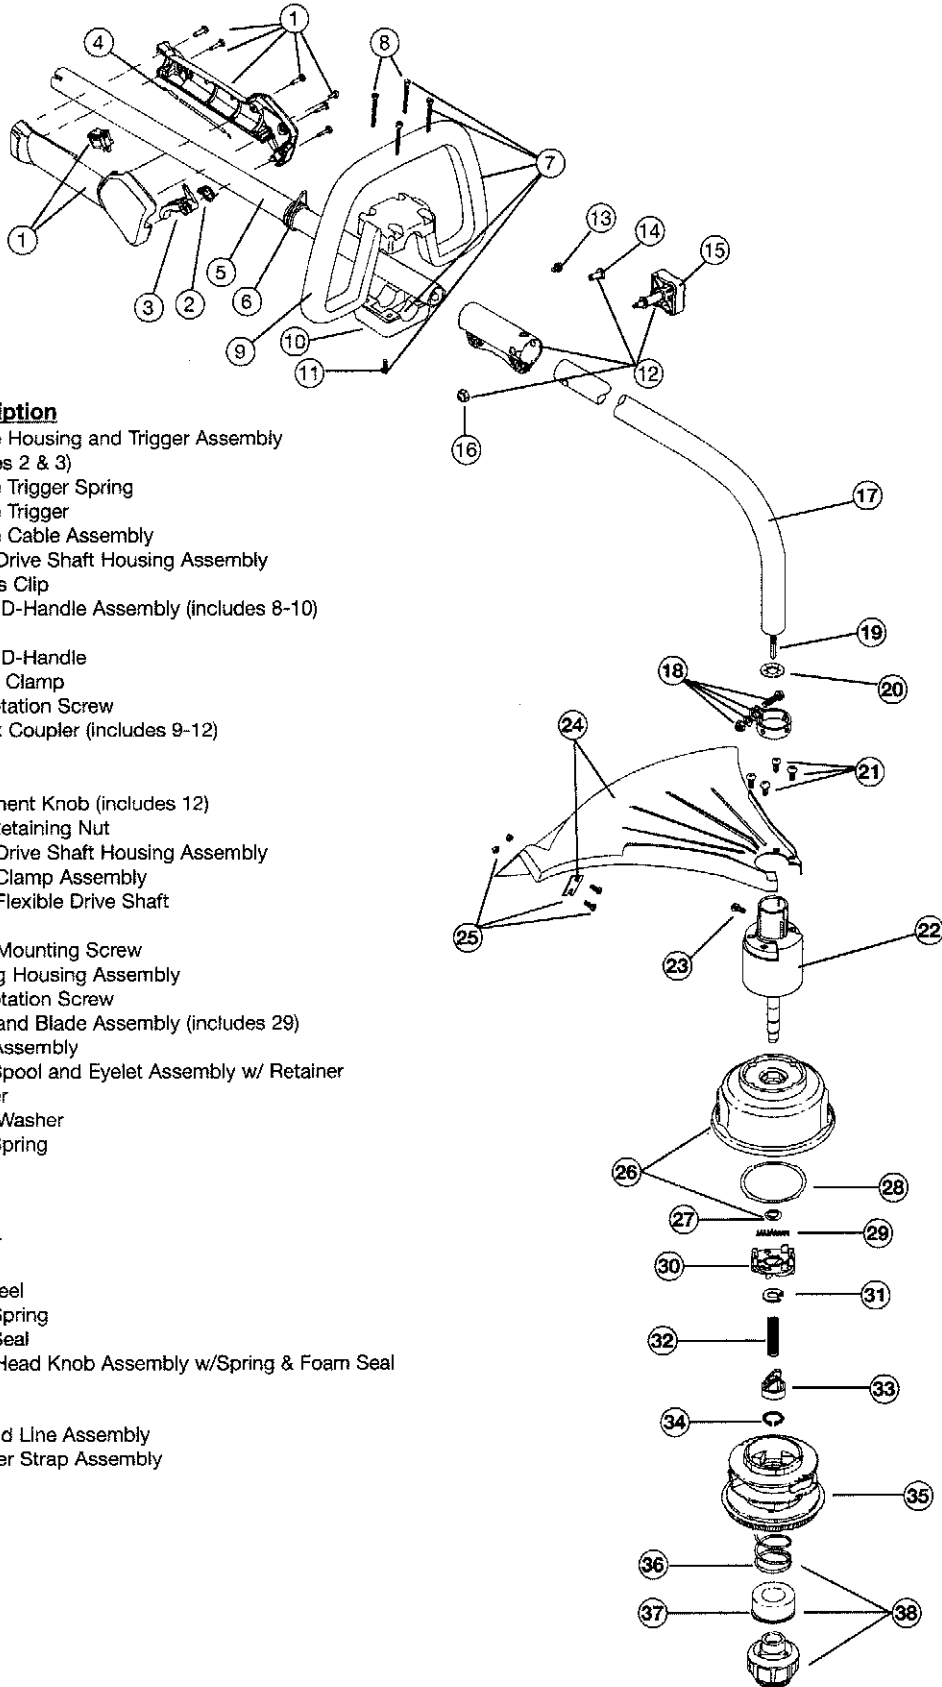 1
4
8
7
1
3
2
5
6
9
10
11
13
14
15
12
16
iption
e Housing and Trigger Assembly
es 2 & 3)
e Trigger Spring
e Trigger
e Cable Assembly
Drive Shaft Housing Assembly
s Clip
D-Handle Assembly (includes 8-10)
D-Handle
Clamp
tation Screw
k Coupler (includes 9-12)
ment Knob (includes 12)
Retaining Nut
Drive Shaft Housing Assembly
Clamp Assembly
Flexible Drive Shaft
Mounting Screw
g Housing Assembly
tation Screw
and Blade Assembly (includes 29)
Assembly
Spool and Eyelet Assembly w/ Retainer
er
Washer
Spring
eel
Spring
Seal
Head Knob Assembly w/Spring & Foam Seal
d Line Assembly
er Strap Assembly
17
19
18
20
24
21
25
23
22
26
28
27
29
30
31
32
33
34
35
36
37
38